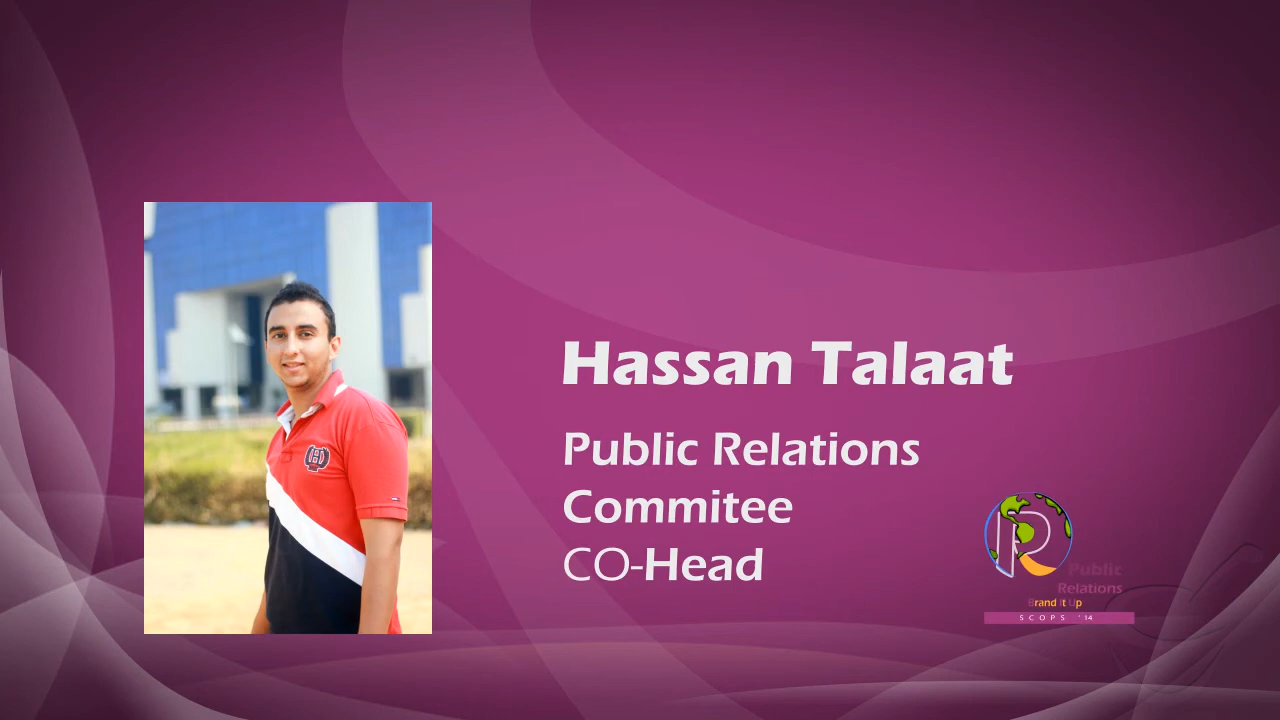 Hassan Talaat
Public Relations
Commitee
CO-Head
Public
Relations
Brand It Up
SCOPS '14